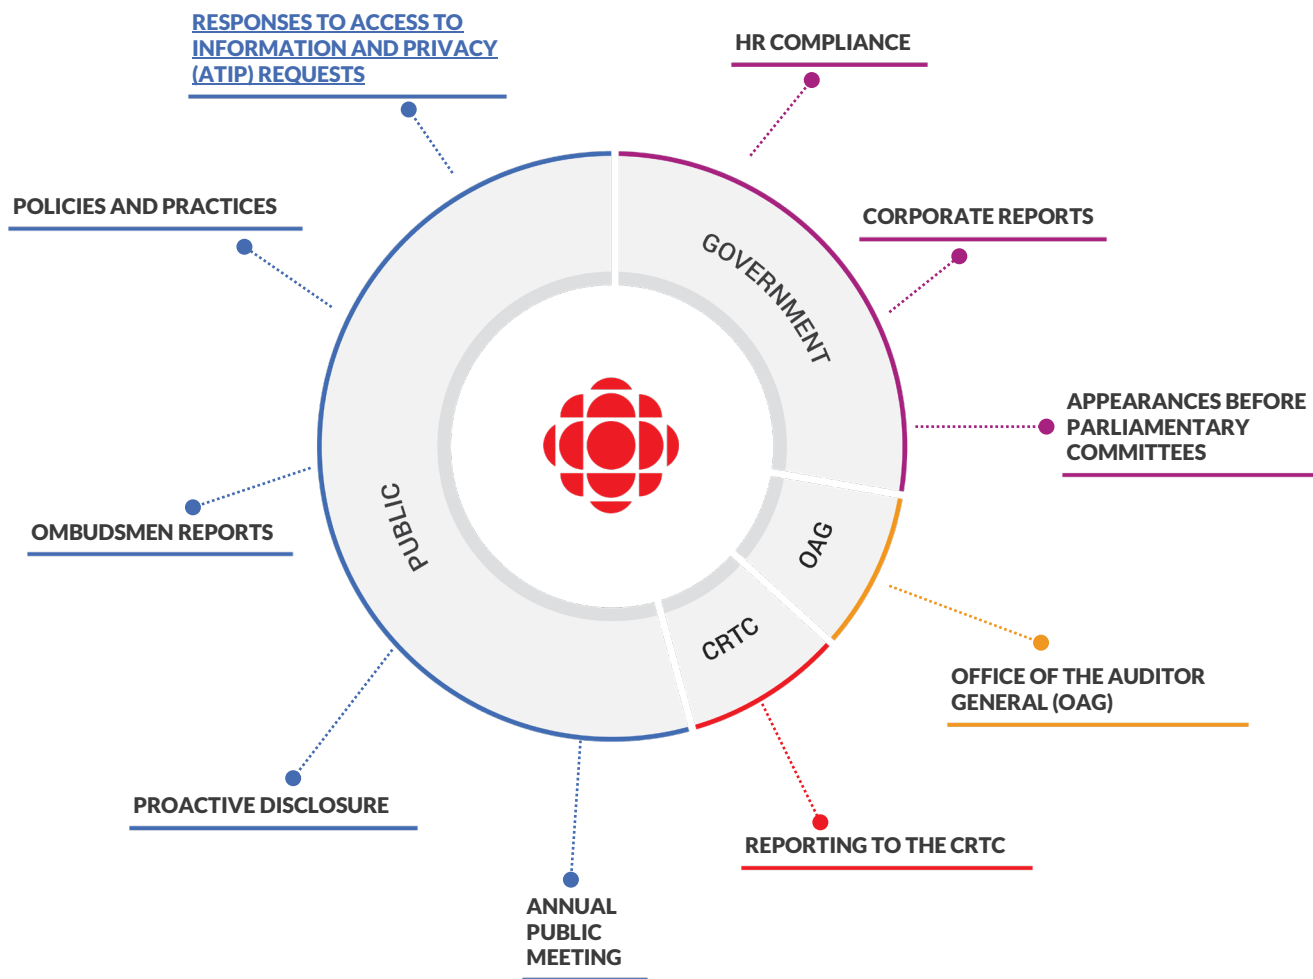 RESPONSES TO ACCESS TO
INFORMATION AND PRIVACY
(ATIP) REQUESTS
HR COMPLIANCE
POLICIES AND PRACTICES
CORPORATE REPORTS
GOVERNMENT
APPEARANCES BEFORE
PARLIAMENTARY
COMMITTEES
PUBLIC
OMBUDSMEN REPORTS
OAG
CRTC
OFFICE OF THE AUDITOR
GENERAL (OAG)
PROACTIVE DISCLOSURE
REPORTING TO THE CRTC
ANNUAL
PUBLIC
MEETING